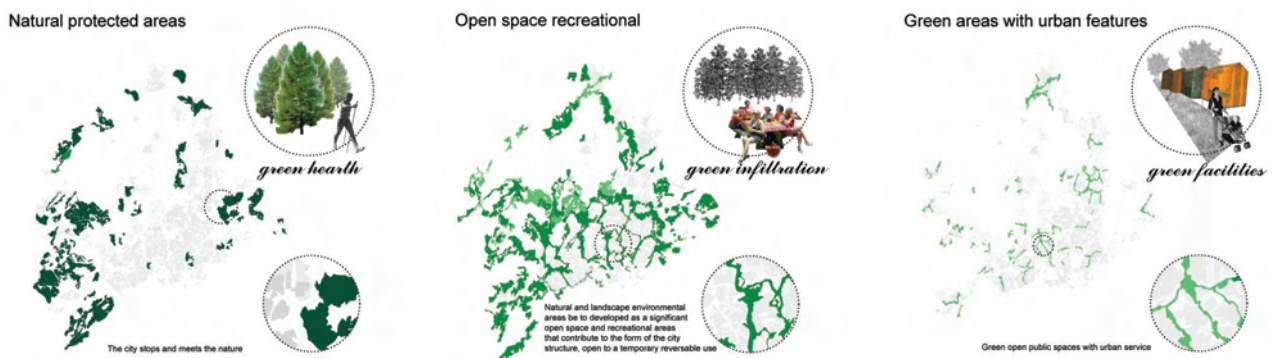 Natural protected areas
green hearth
The city stops and meets the nature
Open space recreational
green infiltration
Natural and landscape environmental
areas be to developed as a significant
open space and recreational areas
that contribute to the form of the city
structure, open to a temporary reversable use
Green areas with urban features
green facilities
Green open public spaces with urban service